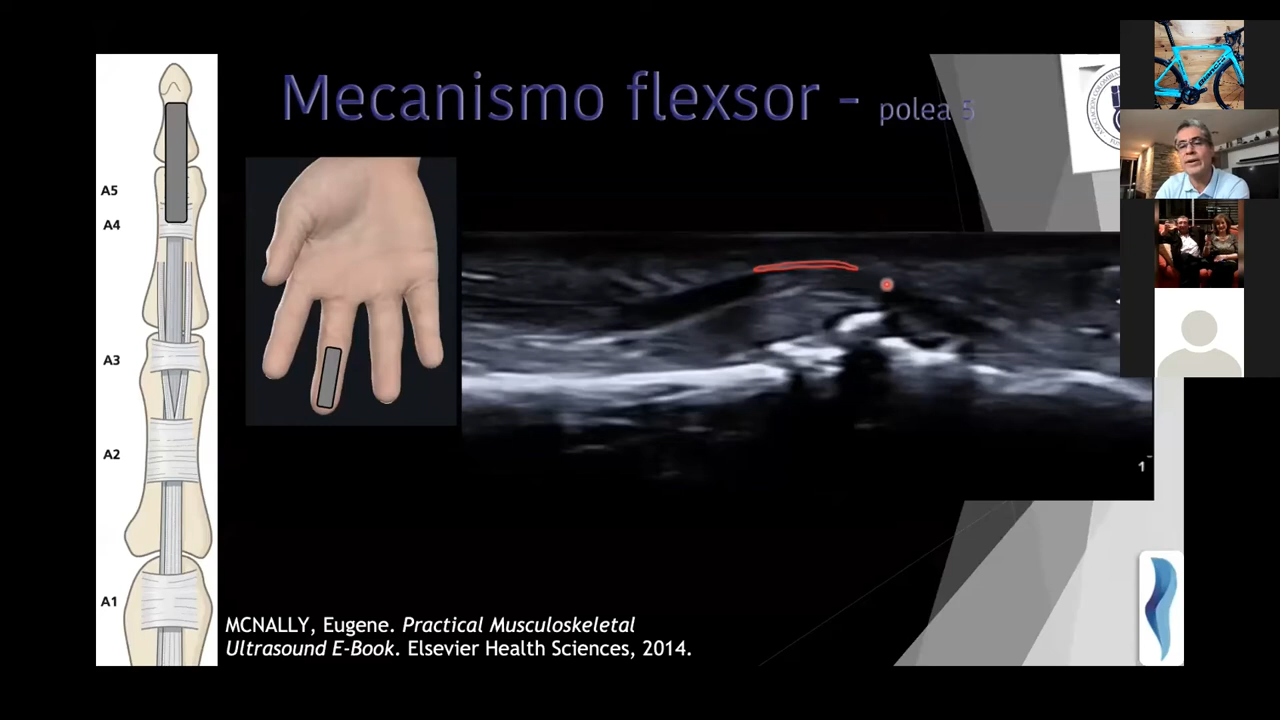 Mecanismo flexsor - polea 5
A5
A4
A3
A2
A1
1
MCNALLY, Eugene. Practical Musculoskeletal
Ultrasound E-Book. Elsevier Health Sciences, 2014.